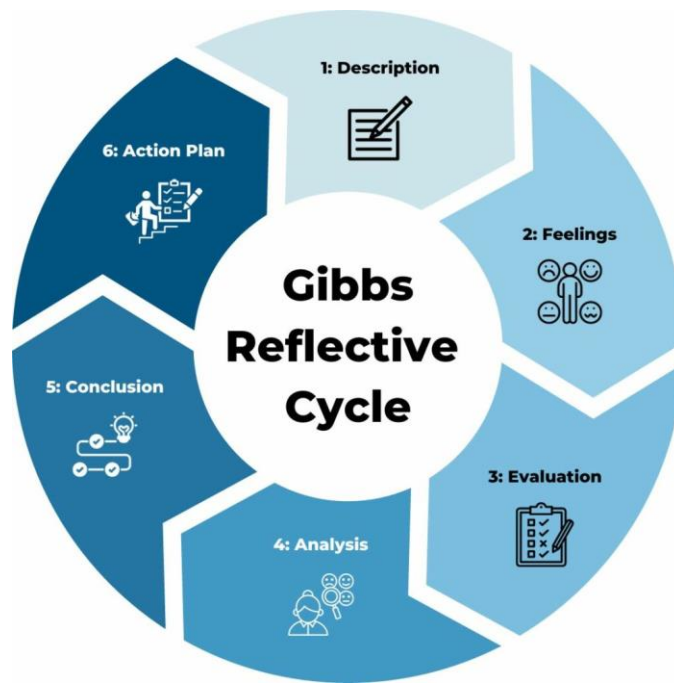 Gibbs
Reflective
Cycle
1: Description
2: Feelings
3: Evaluation
4: Analysis
5: Conclusion
6: Action Plan